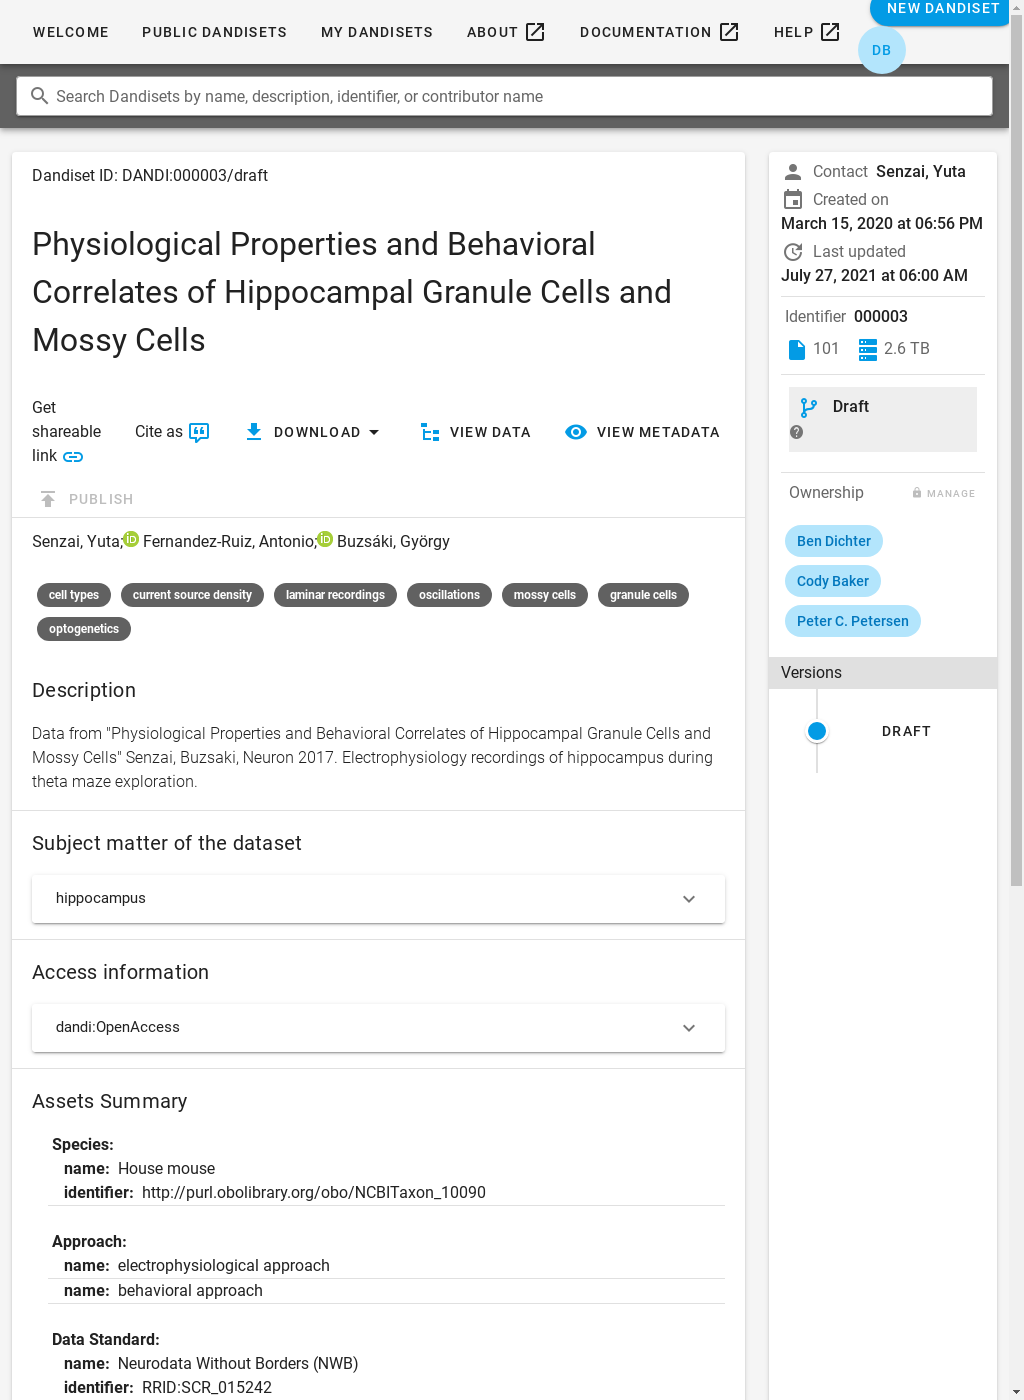 WELCOME PUBLIC DANDISETS MY DANDISETS ABOUT DOCUMENTATION HELP NEW DANDISET
DB
Search Dandisets by name, description, identifier, or contributor name
Dandiset ID: DANDI:000003/draft
Physiological Properties and Behavioral
Correlates of Hippocampal Granule Cells and
Mossy Cells
Get
shareable
link
Cite as
DOWNLOAD
VIEW DATA
VIEW METADATA
PUBLISH
Senzai, Yuta; Fernandez-Ruiz, Antonio; Buzsáki, György
cell types current source density laminar recordings oscillations mossy cells granule cells
optogenetics
Description
Data from "Physiological Properties and Behavioral Correlates of Hippocampal Granule Cells and
Mossy Cells" Senzai, Buzsaki, Neuron 2017. Electrophysiology recordings of hippocampus during
theta maze exploration.
Subject matter of the dataset
hippocampus
Access information
dandi:OpenAccess
Assets Summary
Species:
name: House mouse
identifier: http://purl.obolibrary.org/obo/NCBITaxon_10090
Approach:
name: electrophysiological approach
name: behavioral approach
Data Standard:
name: Neurodata Without Borders (NWB)
identifier: RRID:SCR_015242
Contact Senzai, Yuta
Created on
March 15, 2020 at 06:56 PM
Last updated
July 27, 2021 at 06:00 AM
Identifier 000003
101 2.6 TB
Draft
Ownership MANAGE
Ben Dichter
Cody Baker
Peter C. Petersen
Versions
DRAFT